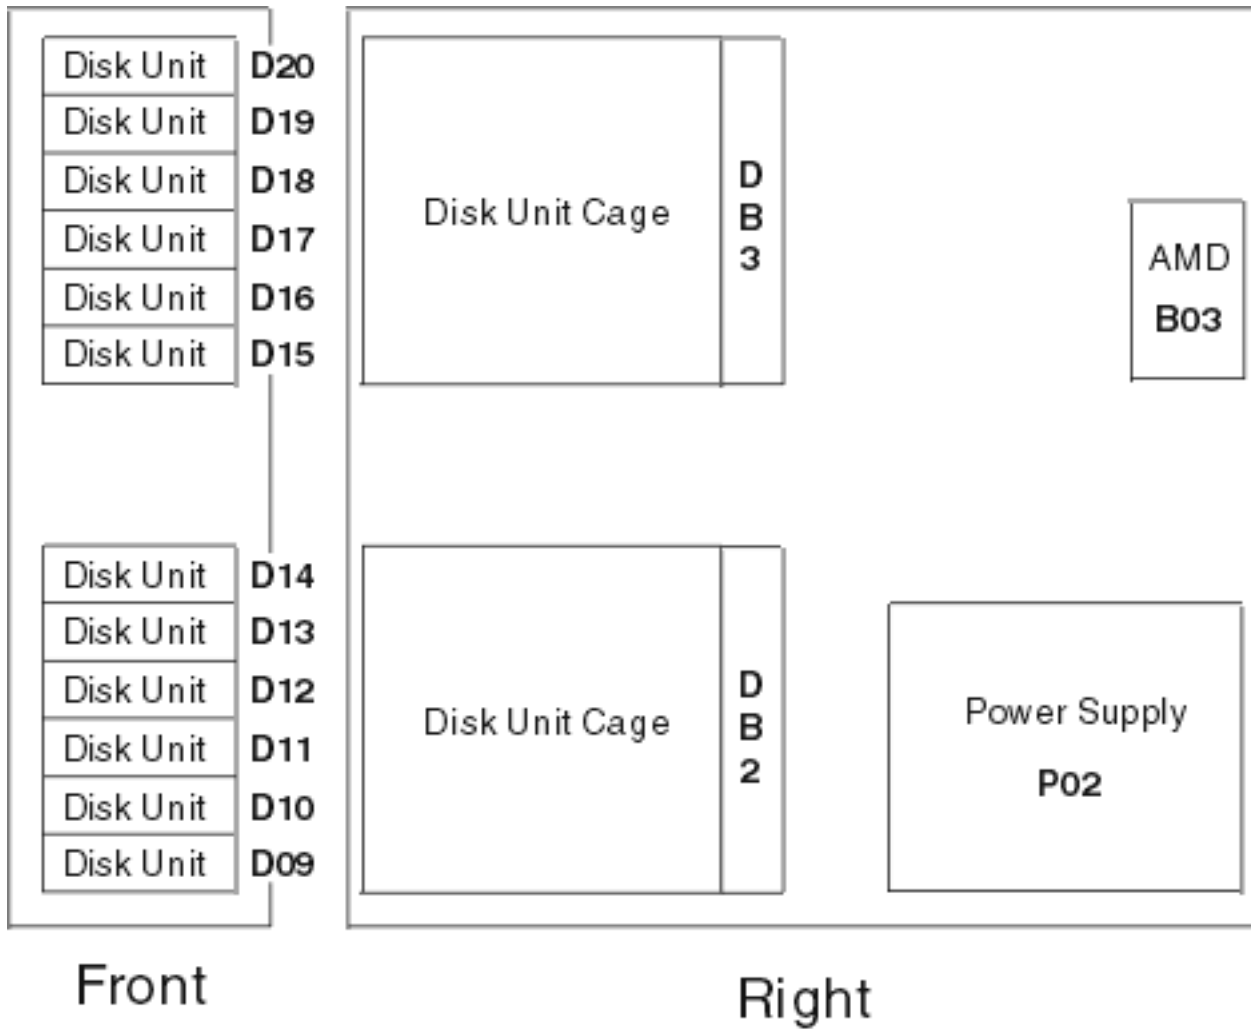 Disk Unit D20
Disk Unit D19
Disk Unit D18
Disk Unit D17
Disk Unit D16
Disk Unit D15
Disk Unit D14
Disk Unit D13
Disk Unit D12
Disk Unit D11
Disk Unit D10
Disk Unit D09
Front
Disk Unit Cage
D
B
3
AMD
B03
Disk Unit Cage
D
B
2
Power Supply
P02
Right